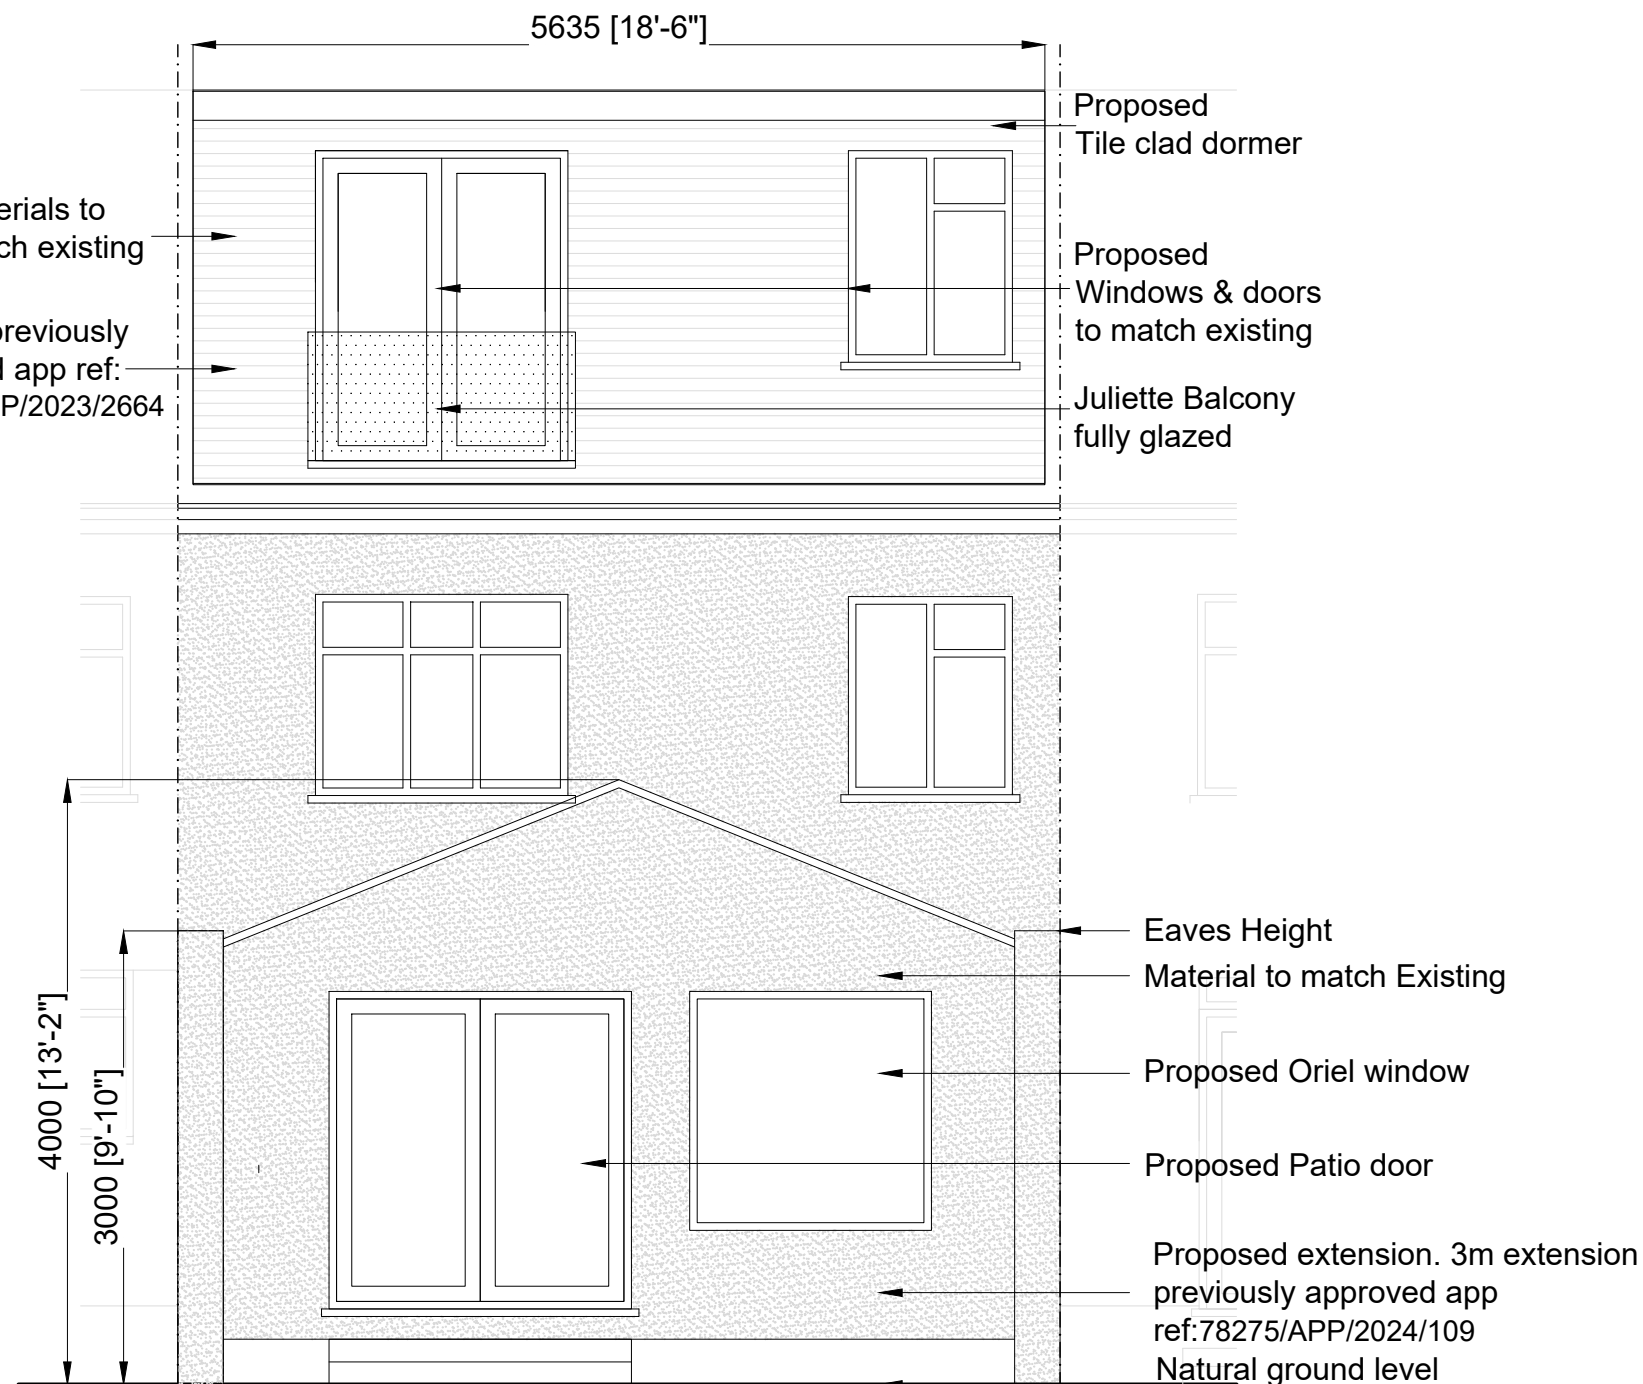 5635 [18'-6"]
Proposed
Tile clad dormer
erials to
ch existing
Proposed
Windows & doors
to match existing
previously
d app ref:
P/2023/2664
Juliette Balcony
fully glazed
Eaves Height
Material to match Existing
4000 [13'-2"]
3000 [9'-10"]
Proposed Oriel window
Proposed Patio door
Proposed extension. 3m extension
previously approved app
ref:78275/APP/2024/109
Natural ground level